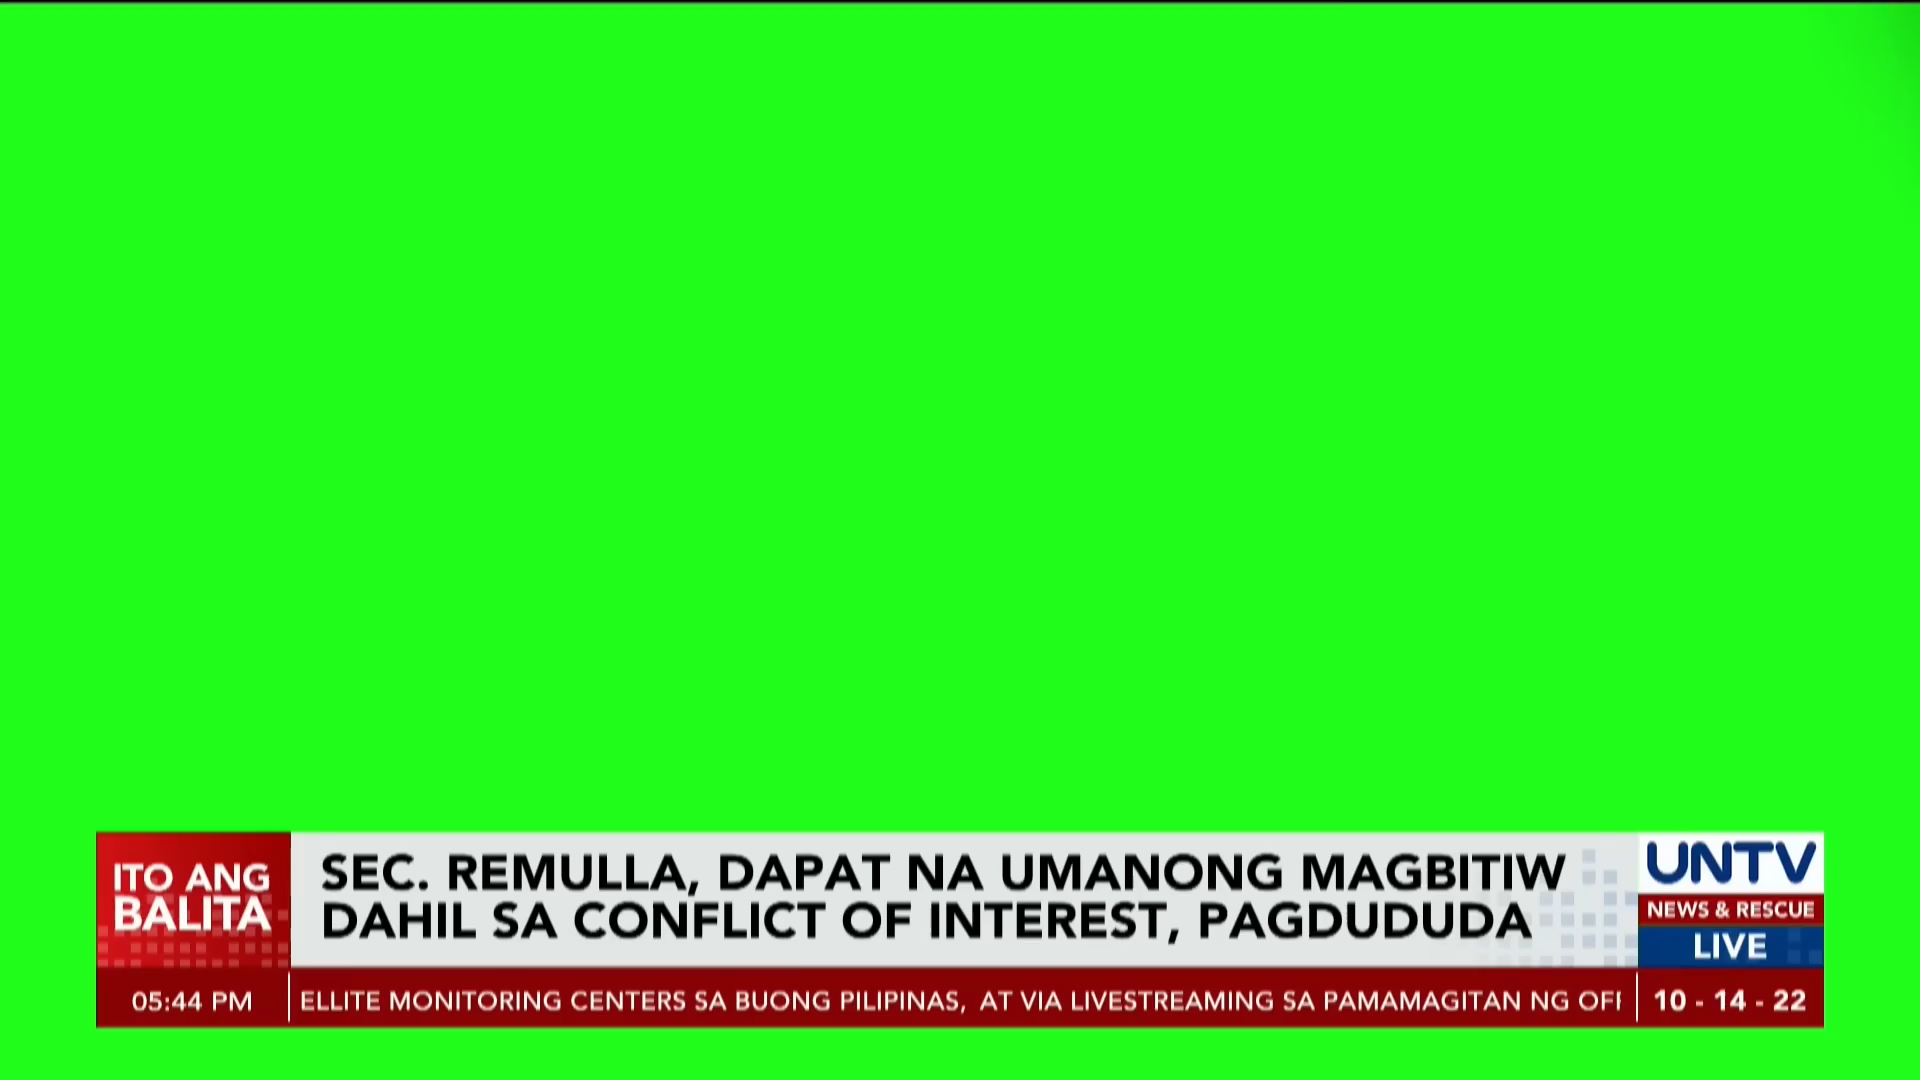 ITO ANG
BALITA
SEC. REMULLA, DAPAT NA UMANONG MAGBITIW
DAHIL SA CONFLICT OF INTEREST, PAGDUDUDA
UNTV
NEWS & RESCUE
LIVE
05:44 PM
ELLITE MONITORING CENTERS SA BUONG PILIPINAS, AT VIA LIVESTREAMING SA PAMAMAGITAN NG OF
10 - 14 - 22